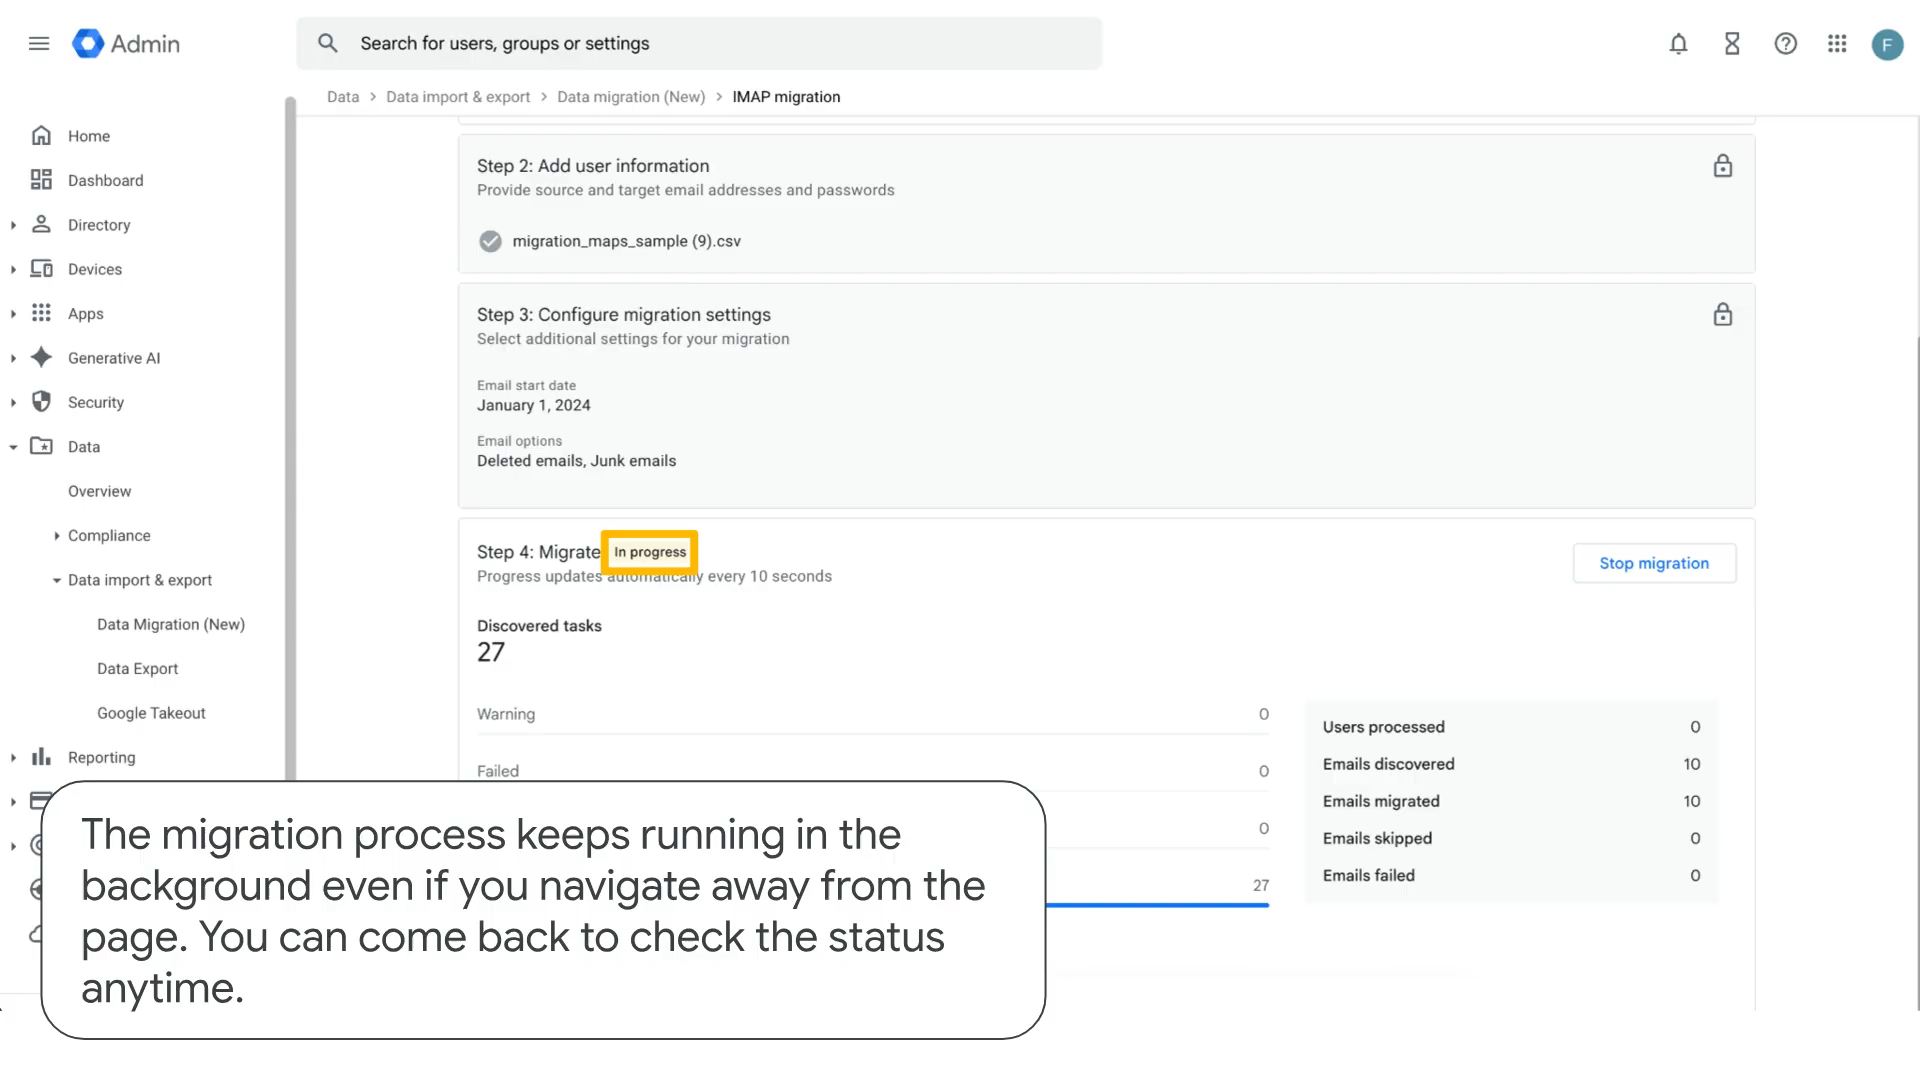 Admin
Search for users, groups or settings
F
Data > Data import & export > Data migration (New) > IMAP migration
Home
Dashboard
Directory
Devices
Apps
Generative AI
Security
Data
Overview
Compliance
Data import & export
Data Migration (New)
Data Export
Google Takeout
Reporting
Step 2: Add user information
Provide source and target email addresses and passwords
migration_maps_sample (9).csv
Step 3: Configure migration settings
Select additional settings for your migration
Email start date
January 1, 2024
Email options
Deleted emails, Junk emails
Step 4: Migrate In progress
Progress updates automatically every 10 seconds
Stop migration
Discovered tasks
27
Warning 0
Failed 0
0
27
Users processed 0
Emails discovered 10
Emails migrated 10
Emails skipped 0
Emails failed 0
The migration process keeps running in the
background even if you navigate away from the
page. You can come back to check the status
anytime.